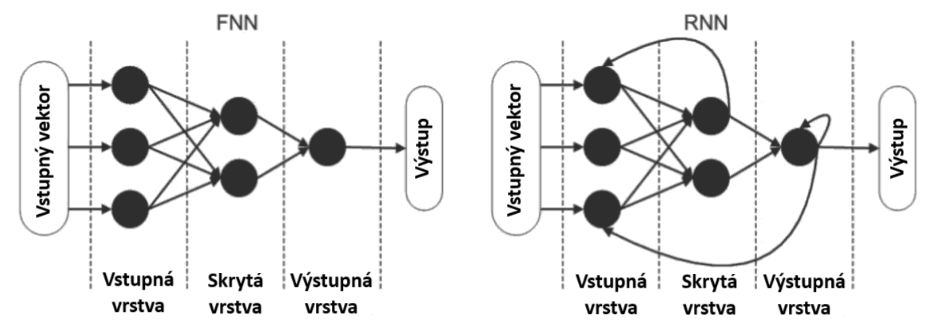 FNN
Vstupný vektor
Výstup
Vstupná
vrstva
Skrytá
vrstva
Výstupná
vrstva
RNN
Vstupný vektor
Výstup
Vstupná
vrstva
Skrytá
vrstva
Výstupná
vrstva